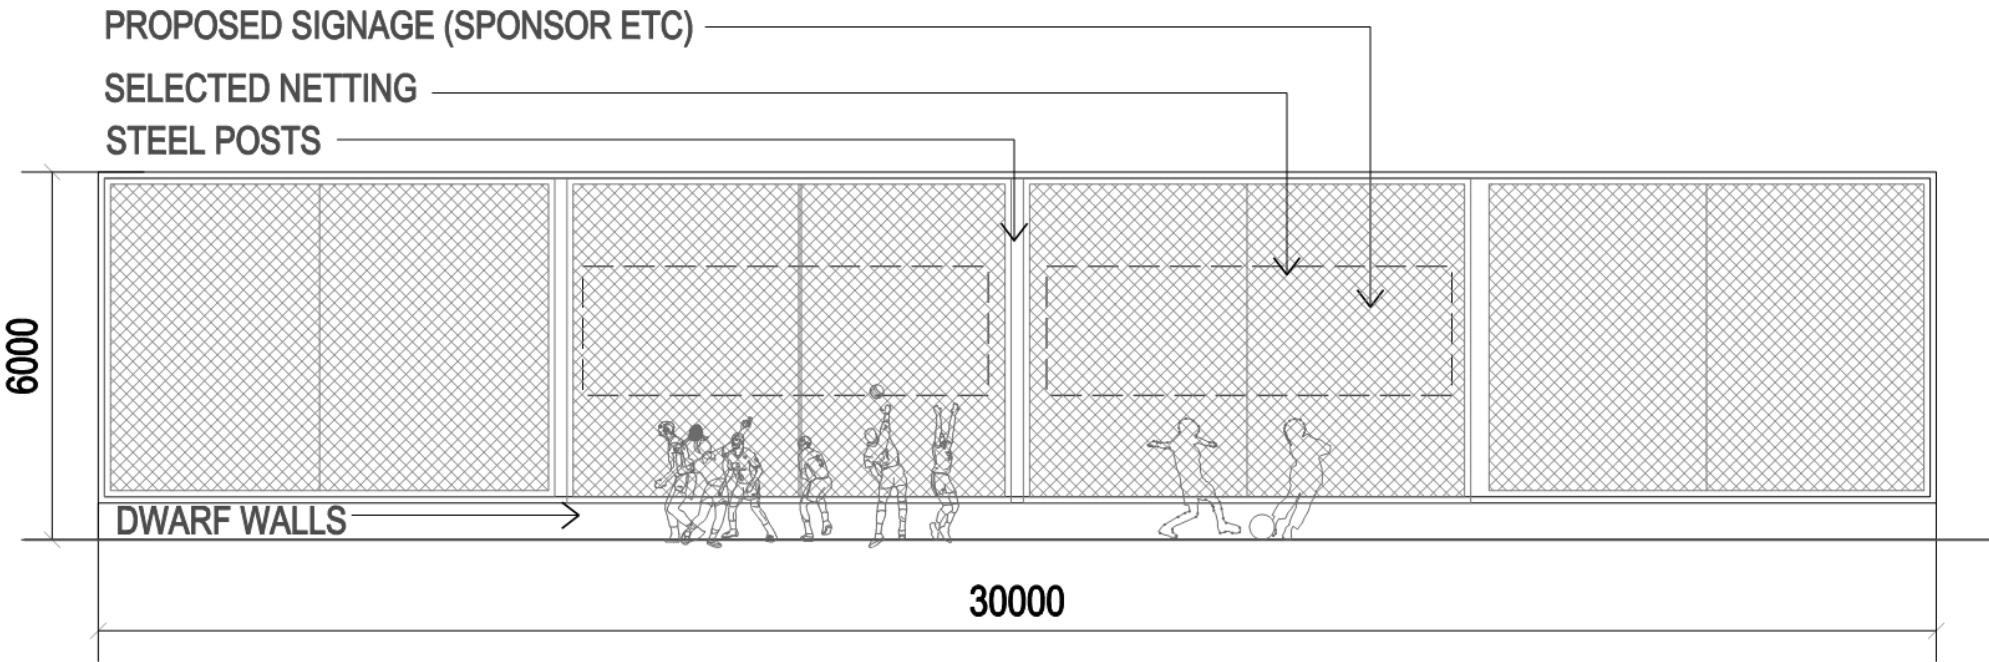 PROPOSED SIGNAGE (SPONSOR ETC)
SELECTED NETTING
STEEL POSTS
6000
DWARF WALLS
30000